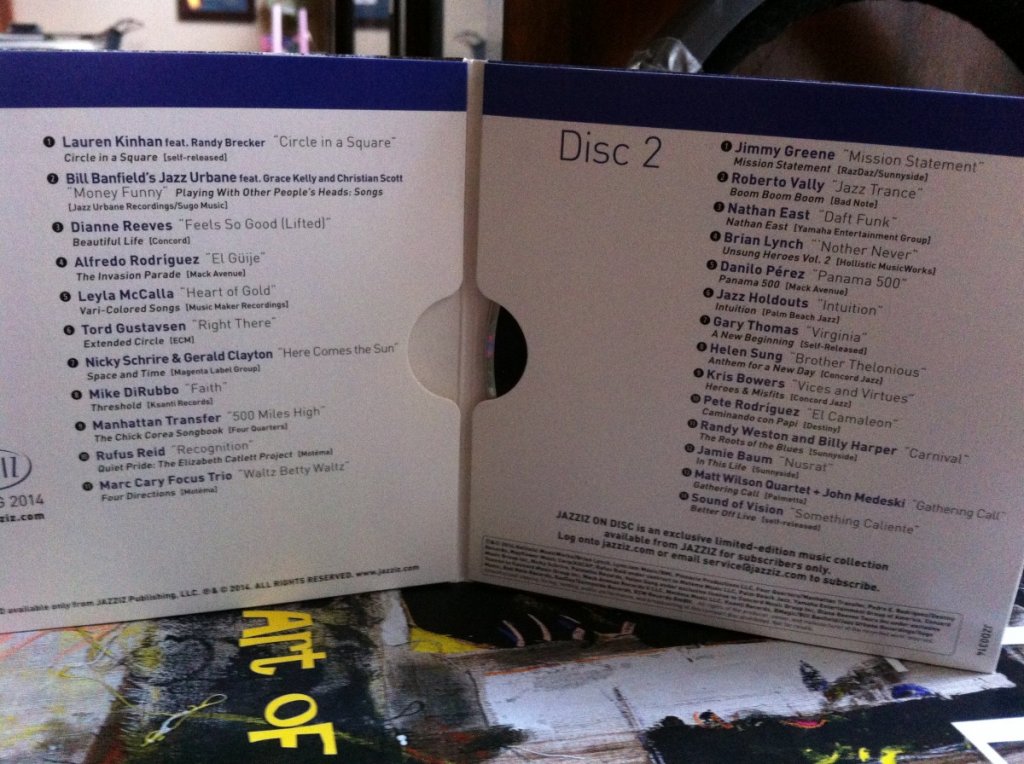 1 Lauren Kinhan feat. Randy Brecker "Circle in a Square"
Circle in a Square [self-released]
2 Bill Banfield's Jazz Urbane feat. Grace Kelly and Christian Scott
"Money Funny" Playing With Other People's Heads: Songs
[Jazz Urbane Recordings/Sugo Music]
3 Dianne Reeves "Feels So Good (Lifted)"
Beautiful Life [Concord]
4 Alfredo Rodríguez "El Güije"
The Invasion Parade [Mack Avenue]
5 Leyla McCalla "Heart of Gold"
Vari-Colored Songs [Music Maker Recordings]
6 Tord Gustavsen "Right There"
Extended Circle [ECM]
7 Nicky Schrire & Gerald Clayton "Here Comes the Sun"
Space and Time [Magenta Label Group]
8 Mike DiRubbo "Faith"
Threshold [Ksanti Records]
9 Manhattan Transfer "500 Miles High"
The Chick Corea Songbook [Four Quarters]
10 Rufus Reid "Recognition"
Quiet Pride: The Elizabeth Catlett Project [Motéma]
11 Marc Cary Focus Trio "Waltz Betty Waltz"
Four Directions [Motéma]
G 2014
zziz.com
available only from JAZZIZ Publishing, LLC. ℗ & © 2014. ALL RIGHTS RESERVED. www.jazziz.com
Disc 2
1 Jimmy Greene "Mission Statement"
Mission Statement [RazDaz/Sunnyside]
2 Roberto Vally "Jazz Trance"
Boom Boom Boom [Bad Note]
3 Nathan East "Daft Funk"
Nathan East [Yamaha Entertainment Group]
4 Brian Lynch "'Nother Never"
Unsung Heroes Vol. 2 [Hollistic MusicWorks]
5 Danilo Pérez "Panama 500"
Panama 500 [Mack Avenue]
6 Jazz Holdouts "Intuition"
Intuition [Palm Beach Jazz]
7 Gary Thomas "Virginia"
A New Beginning [Self-Released]
8 Helen Sung "Brother Thelonious"
Anthem for a New Day [Concord Jazz]
9 Kris Bowers "Vices and Virtues"
Heroes & Misfits [Concord Jazz]
10 Pete Rodríguez "El Camaleon"
Caminando con Papi [Destiny]
11 Randy Weston and Billy Harper "Carnival"
The Roots of the Blues [Sunnyside]
12 Jamie Baum "Nusrat"
In This Life [Sunnyside]
13 Matt Wilson Quartet + John Medeski "Gathering Call"
Gathering Call [Palmetto]
14 Sound of Vision "Something Caliente"
Better Off Live [self-released]
JAZZIZ ON DISC is an exclusive limited-edition music collection
available from JAZZIZ for subscribers only.
Log onto jazziz.com or email service@jazziz.com to subscribe.
JZD0314
Art of